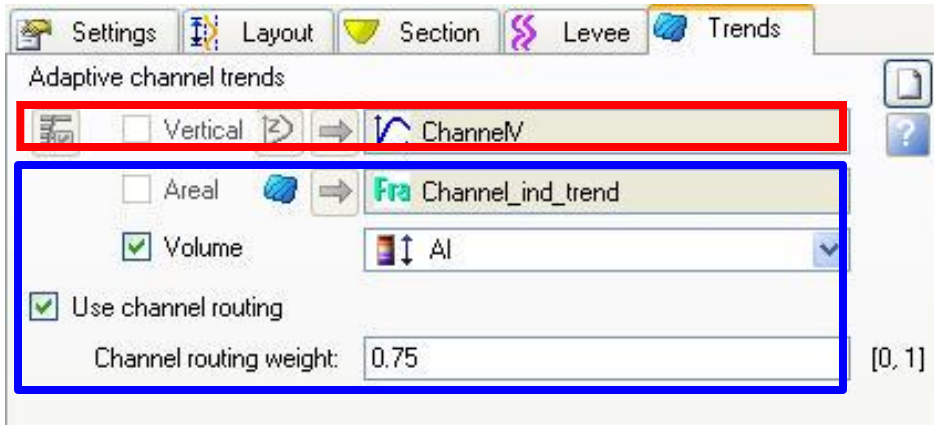 Settings Layout Section Levee Trends
Adaptive channel trends
Vertical ChannelV
Areal Fra Channel_ind_trend
Volume AI
Use channel routing
Channel routing weight: 0.75 [0, 1]